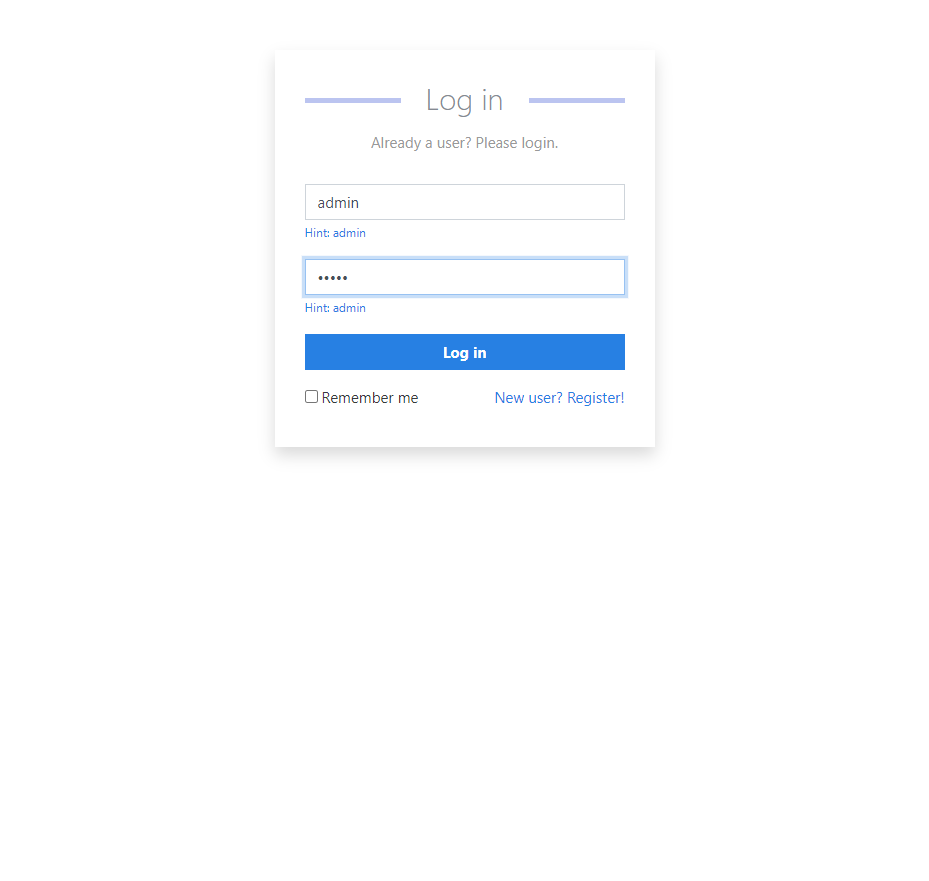 Log in
Already a user? Please login.
admin
Hint: admin
•••••
Hint: admin
Log in
Remember me
New user? Register!